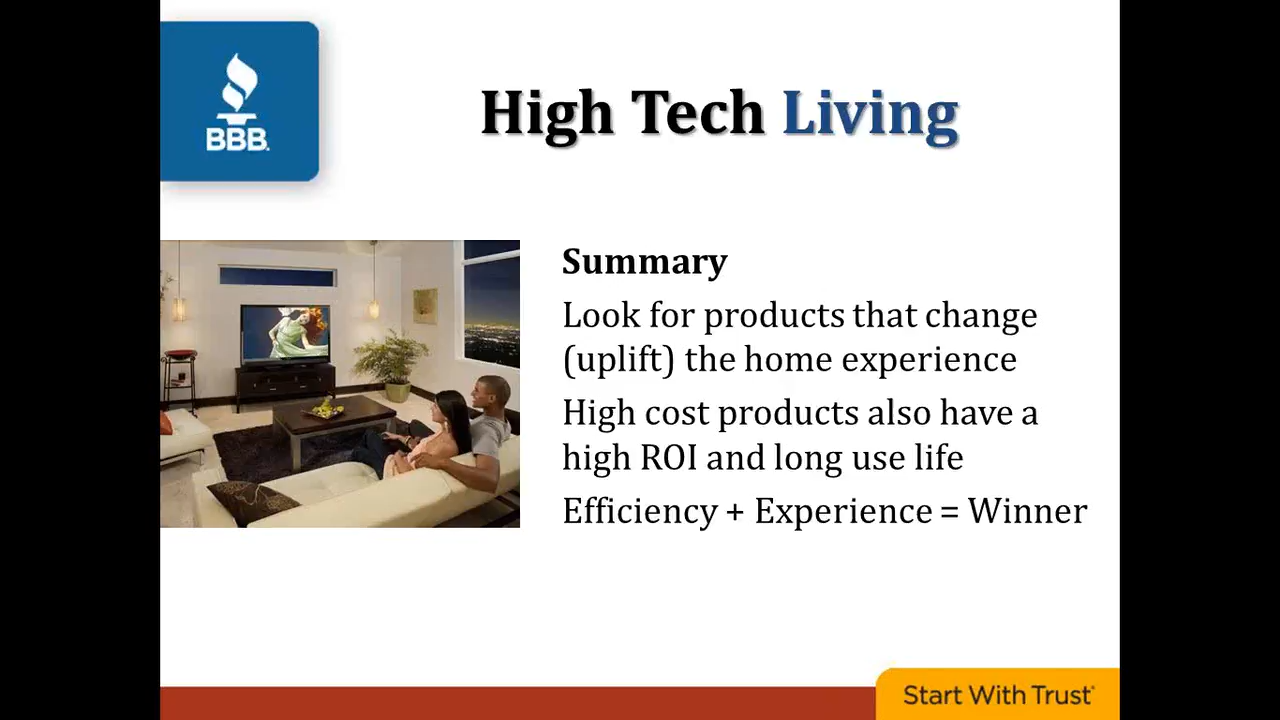 BBB.
High Tech Living
Summary
Look for products that change
(uplift) the home experience
High cost products also have a
high ROI and long use life
Efficiency + Experience = Winner
Start With Trust®